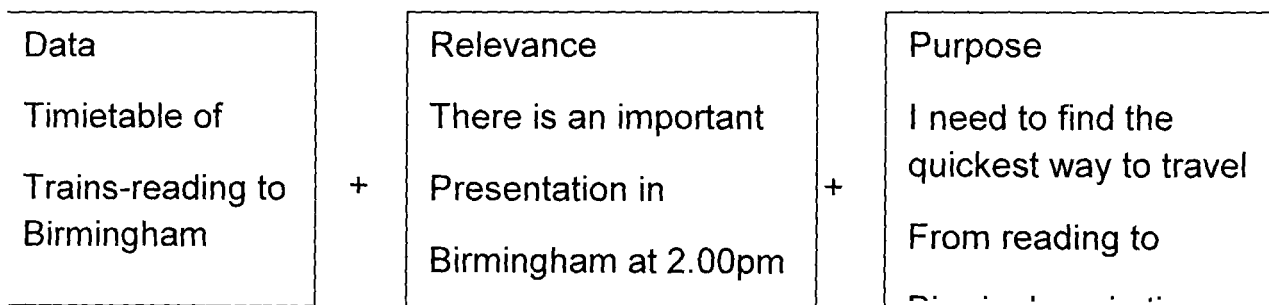 Data
Timietable of
Trains-reading to
Birmingham
+
Relevance
There is an important
Presentation in
Birmingham at 2.00pm
+
Purpose
I need to find the
quickest way to travel
From reading to